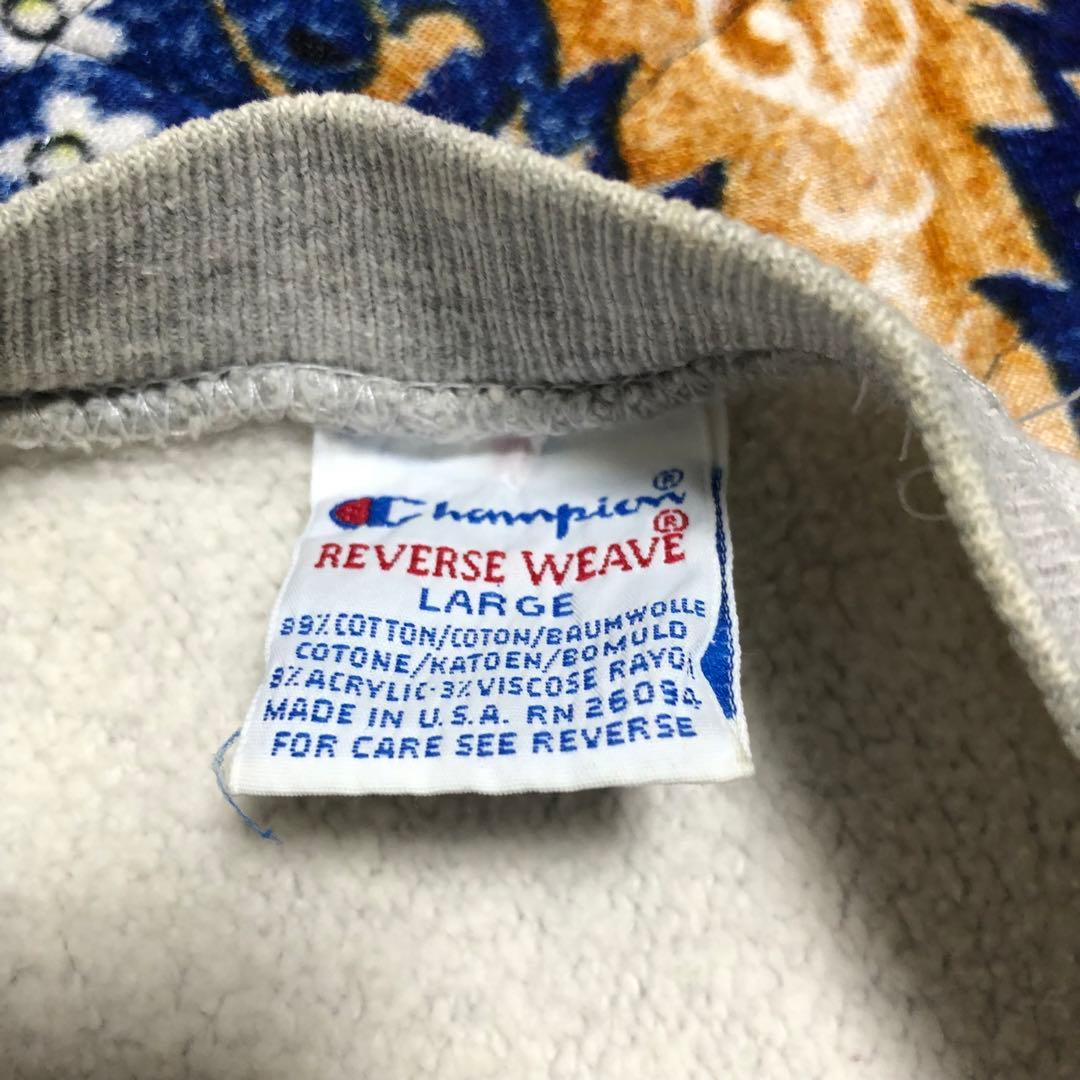 Champion®
REVERSE WEAVE®
LARGE
89% COTTON/COTON/BAUMWOLLE
COTONE/KATOEN/BOMULD
8% ACRYLIC-3% VISCOSE RAYON
MADE IN U.S.A. RN 26094
FOR CARE SEE REVERSE